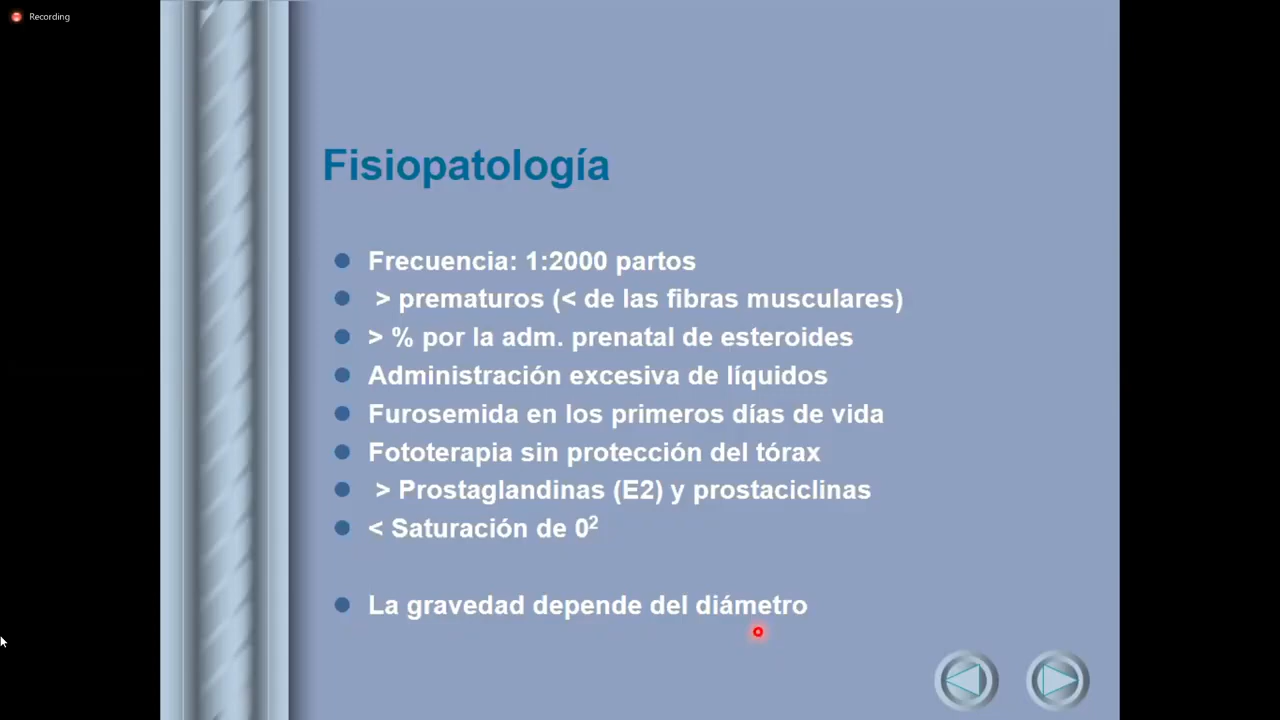 Recording
Fisiopatología
Frecuencia: 1:2000 partos
> prematuros (< de las fibras musculares)
> % por la adm. prenatal de esteroides
Administración excesiva de líquidos
Furosemida en los primeros días de vida
Fototerapia sin protección del tórax
> Prostaglandinas (E2) y prostaciclinas
< Saturación de 0²
La gravedad depende del diámetro